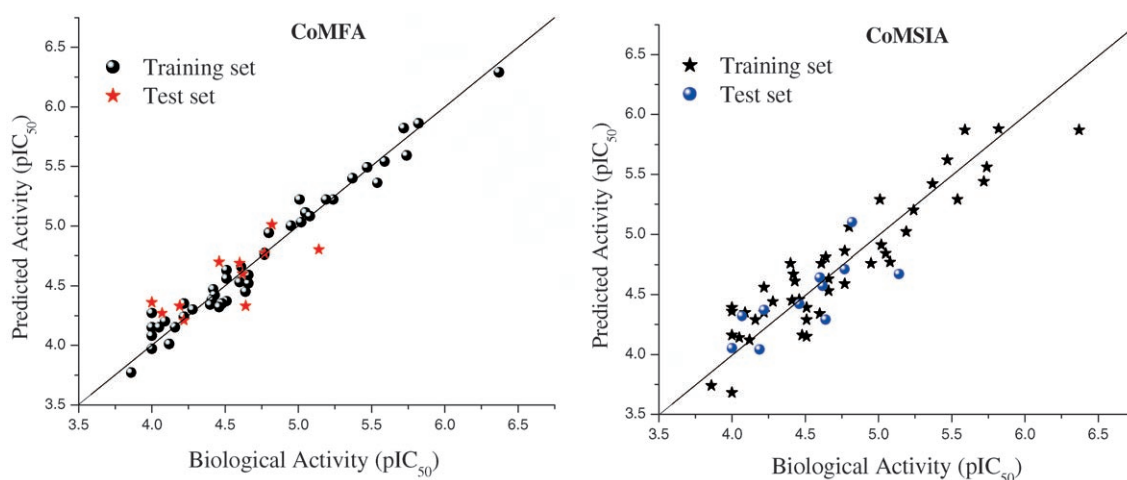 CoMFA
Training set
Test set
Predicted Activity (pIC₅₀)
6.5
6.0
5.5
5.0
4.5
4.0
3.5
3.5 4.0 4.5 5.0 5.5 6.0 6.5
Biological Activity (pIC₅₀)
CoMSIA
Training set
Test set
Predicted Activity (pIC₅₀)
6.5
6.0
5.5
5.0
4.5
4.0
3.5
3.5 4.0 4.5 5.0 5.5 6.0 6.5
Biological Activity (pIC₅₀)